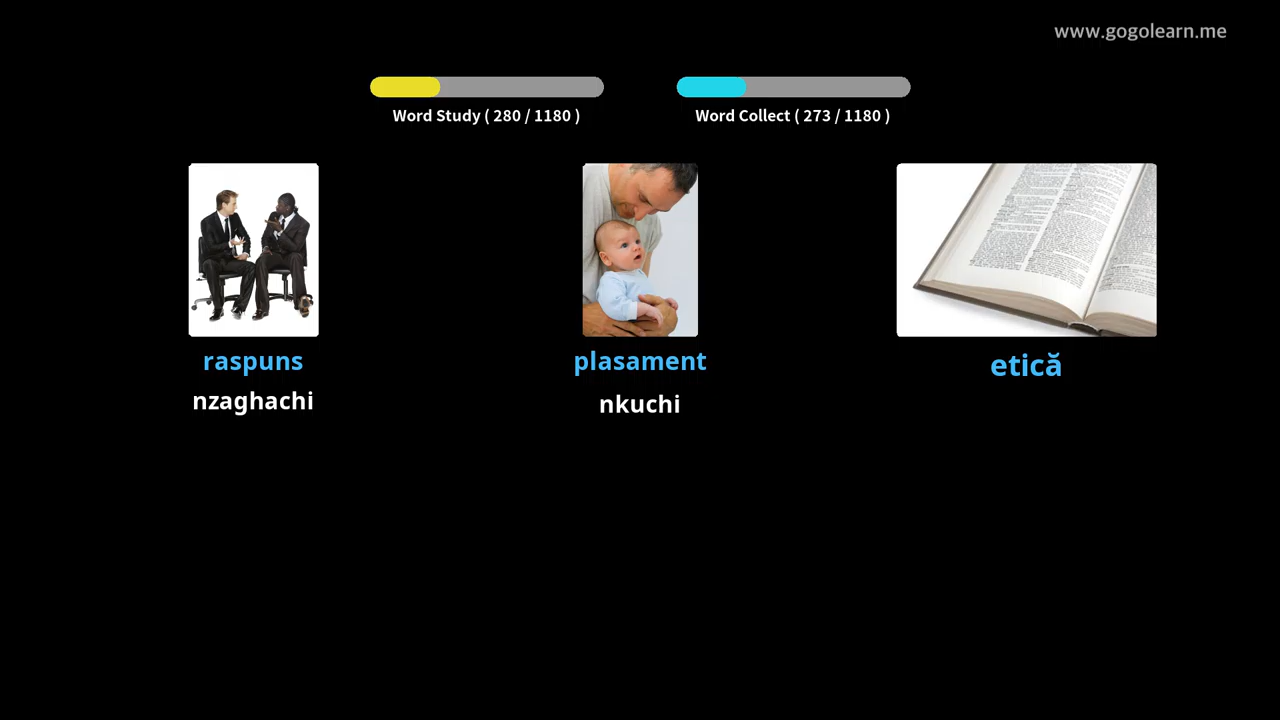 www.gogolearn.me
Word Study ( 280 / 1180 )
Word Collect ( 273 / 1180 )
raspuns
plasament
etică
nzaghachi
nkuchi